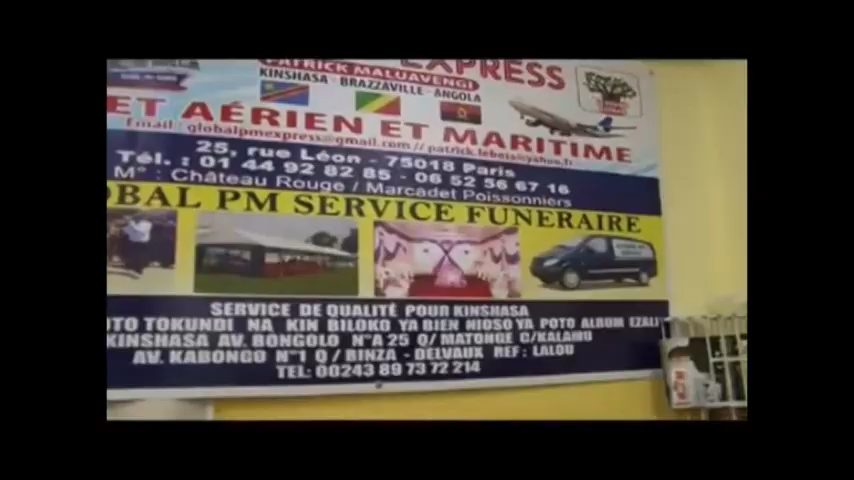 EXPRESS
PATRICK MALUAVENGI
KINSHASA - BRAZZAVILLE - ANGOLA
ET AÉRIEN ET MARITIME
Email : globalpmexpress@gmail.com // patrick.lebois@yahoo.fr
25, rue Léon - 75018 Paris
Tél. : 01 44 92 82 85 - 06 52 56 67 16
M° : Château Rouge / Marcadet Poissonniers
OBAL PM SERVICE FUNERAIRE
SERVICE DE QUALITÉ POUR KINSHASA
OTO TOKUNDI NA KIN BILOKO YA BIEN NIOSO YA POTO ALBUM EZALI
KINSHASA AV. BONGOLO N°A 25 Q/ MATONGE C/KALAMU
AV. KABONGO N°1 Q/ BINZA - DELVAUX REF : LALOU
TEL: 00243 89 73 72 214